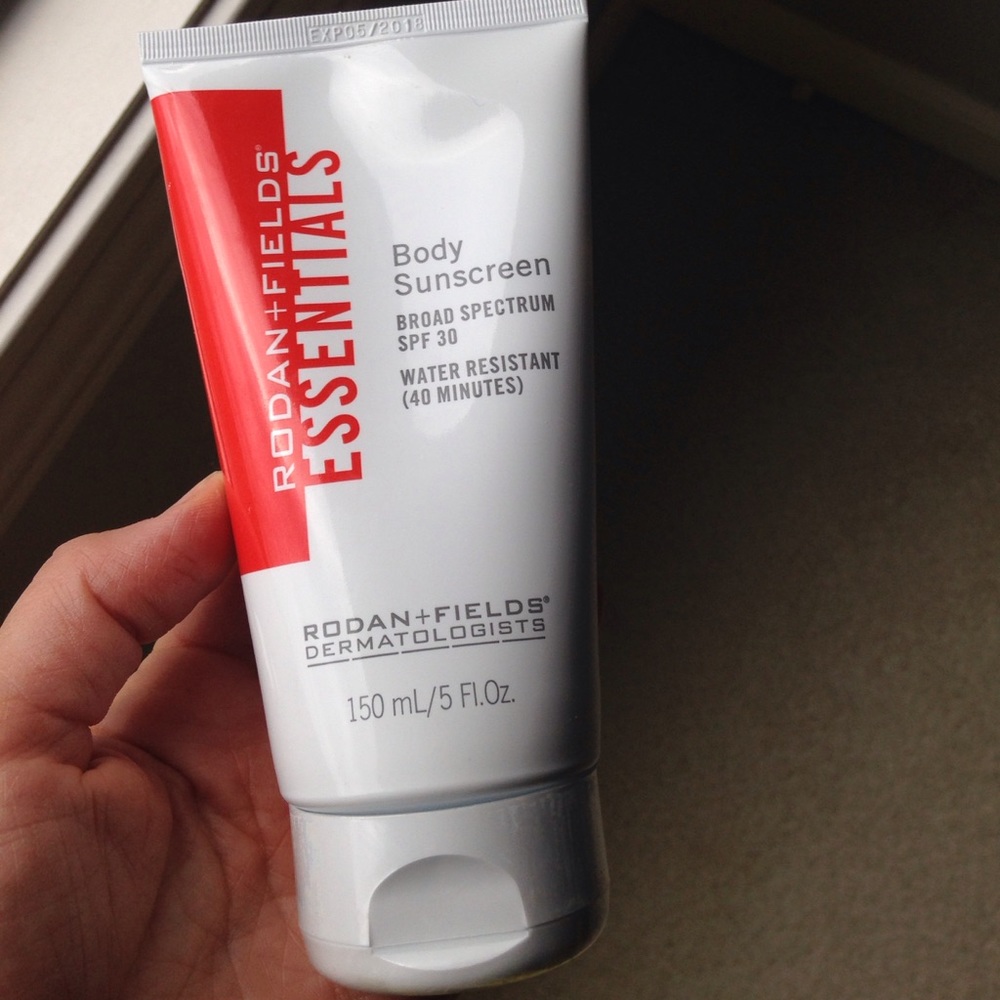 EXP05/2018
RODAN+FIELDS®
ESSENTIALS
Body
Sunscreen
BROAD SPECTRUM
SPF 30
WATER RESISTANT
(40 MINUTES)
RODAN+FIELDS®
DERMATOLOGISTS
150 mL/5 Fl.Oz.